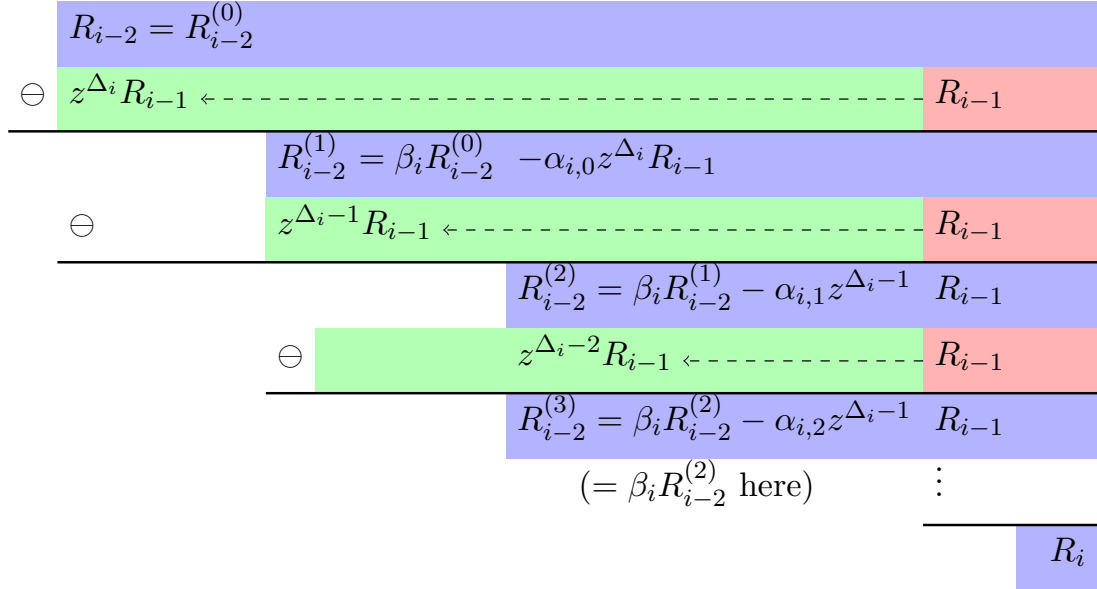 R_{i−2} = R_{i−2}^{(0)}
⊖ z^{Δ_i} R_{i−1} R_{i−1}
R_{i−2}^{(1)} = β_i R_{i−2}^{(0)} −α_{i,0} z^{Δ_i} R_{i−1}
⊖ z^{Δ_i−1} R_{i−1} R_{i−1}
R_{i−2}^{(2)} = β_i R_{i−2}^{(1)} − α_{i,1} z^{Δ_i−1} R_{i−1}
⊖ z^{Δ_i−2} R_{i−1} R_{i−1}
R_{i−2}^{(3)} = β_i R_{i−2}^{(2)} − α_{i,2} z^{Δ_i−1} R_{i−1}
(= β_i R_{i−2}^{(2)} here) ⋮
R_i